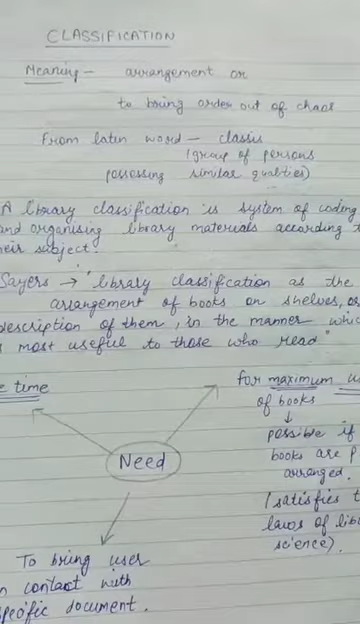 CLASSIFICATION
Meaning - arrangement or
to bring order out of chaos
From latin word - classis
(group of persons
possessing similar qualities)
A library classification is system of coding
and organising library materials according t
heir subject.
Sayers → "library classification as the
arrangement of books on shelves, or
description of them, in the manner whic
s most useful to those who read"
e time
for maximum u
of books
↓
possible if
books are p
arranged.
(satisfies t
laws of lib
science).
Need
To bring user
n contact with
specific document.